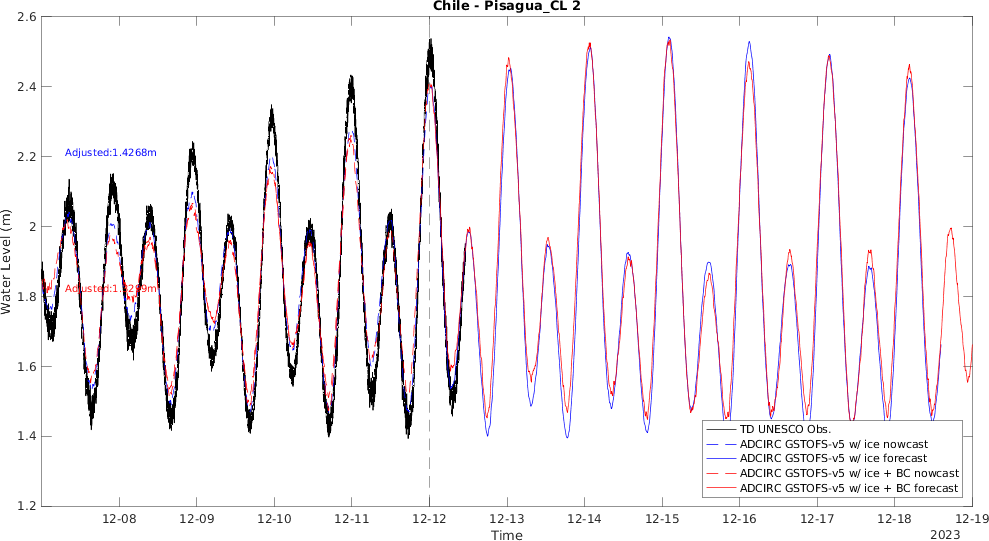 Chile - Pisagua_CL 2
2.6
2.4
2.2
2
1.8
1.6
1.4
1.2
Water Level (m)
Adjusted:1.4268m
TD UNESCO Obs.
ADCIRC GSTOFS-v5 w/ ice nowcast
ADCIRC GSTOFS-v5 w/ ice forecast
ADCIRC GSTOFS-v5 w/ ice + BC nowcast
ADCIRC GSTOFS-v5 w/ ice + BC forecast
12-08 12-09 12-10 12-11 12-12 12-13 12-14 12-15 12-16 12-17 12-18 12-19
Time
2023